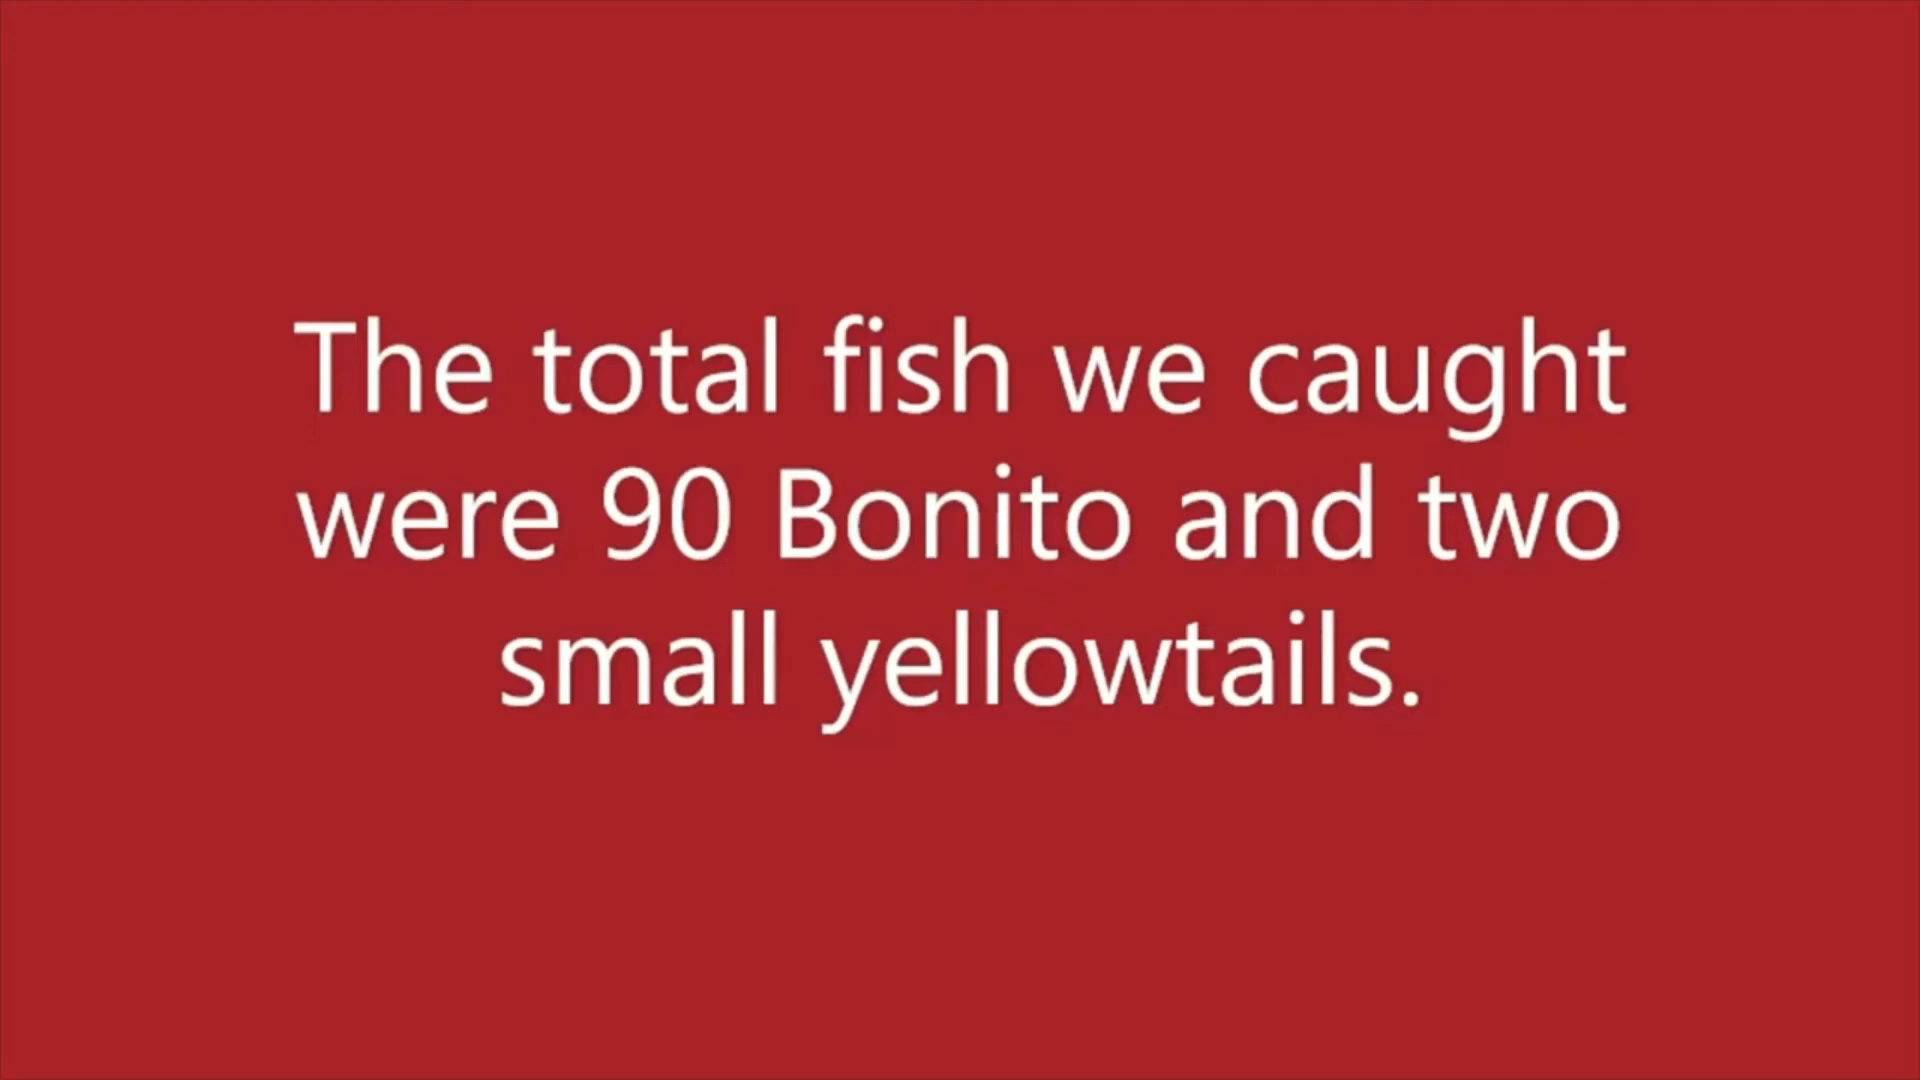 The total fish we caught
were 90 Bonito and two
small yellowtails.